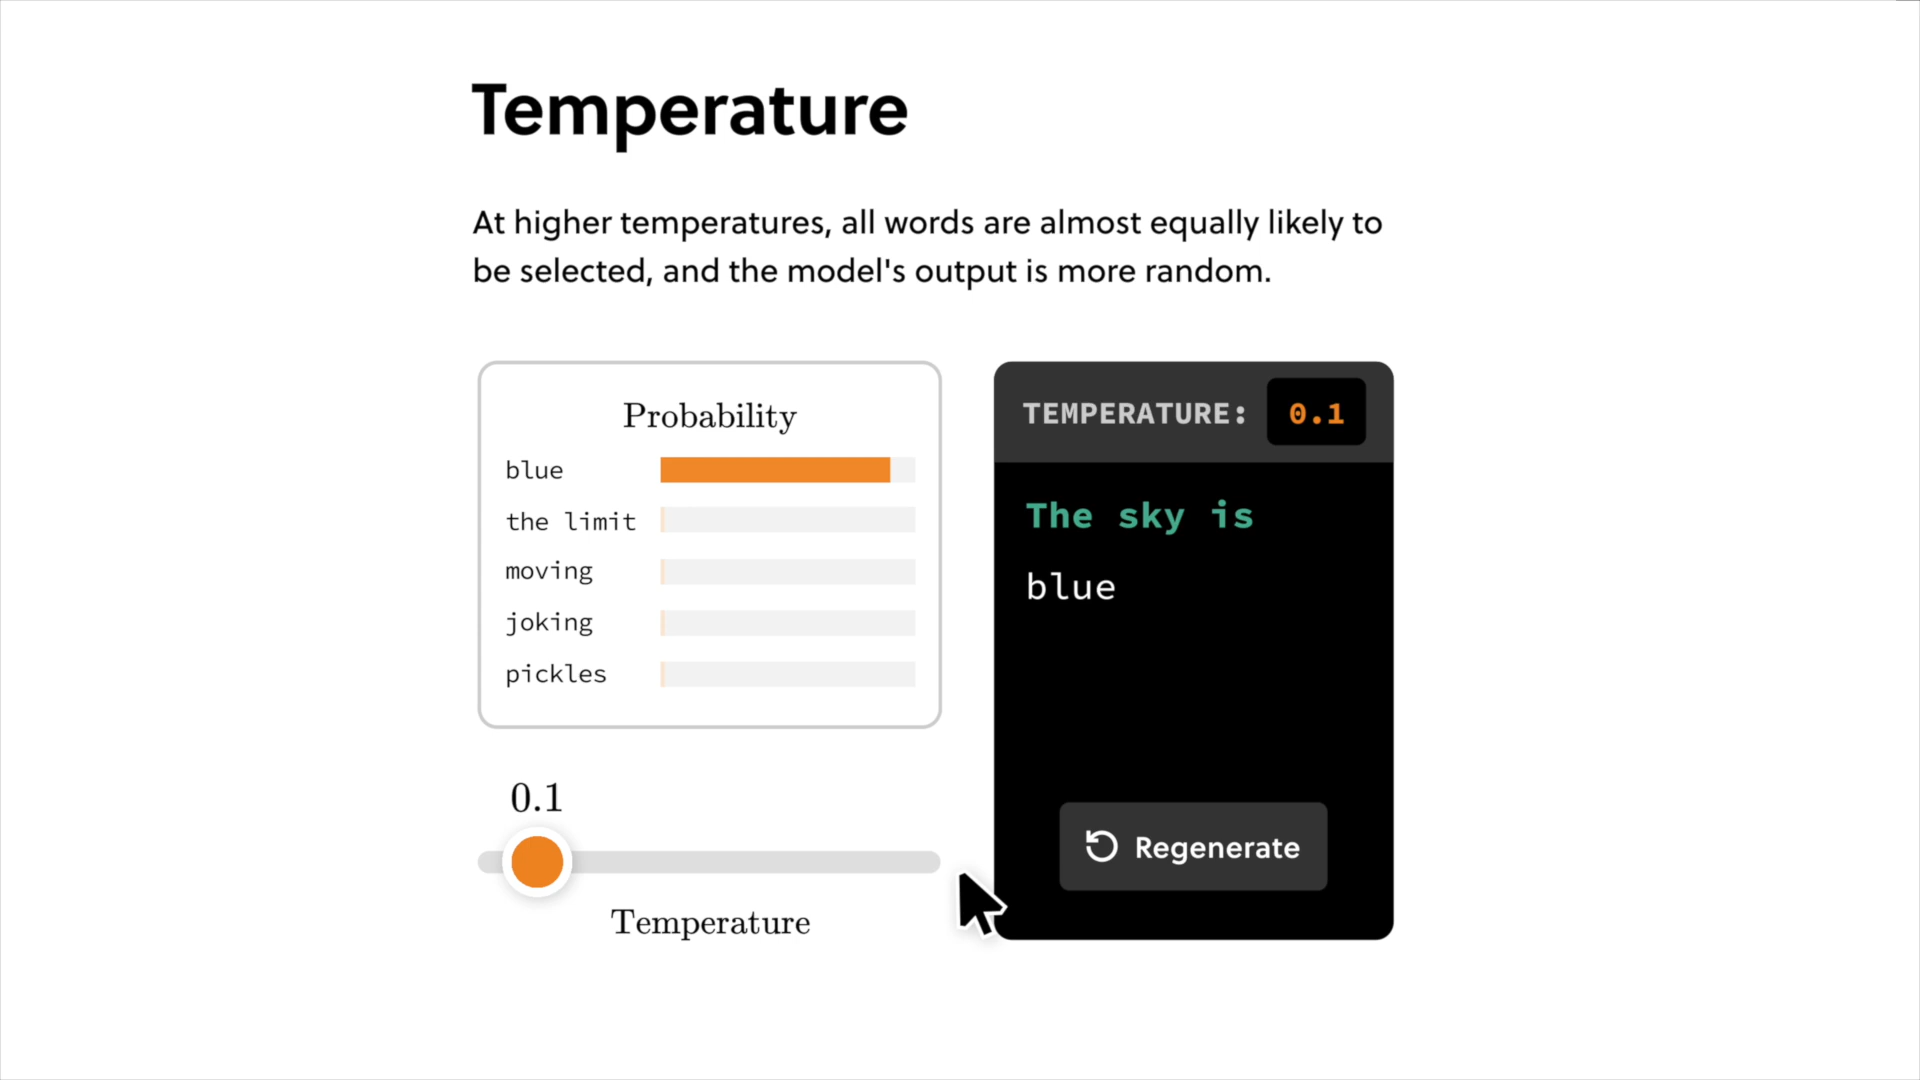 Temperature
At higher temperatures, all words are almost equally likely to
be selected, and the model's output is more random.
Probability
blue
the limit
moving
joking
pickles
0.1
Temperature
TEMPERATURE: 0.1
The sky is
blue
Regenerate